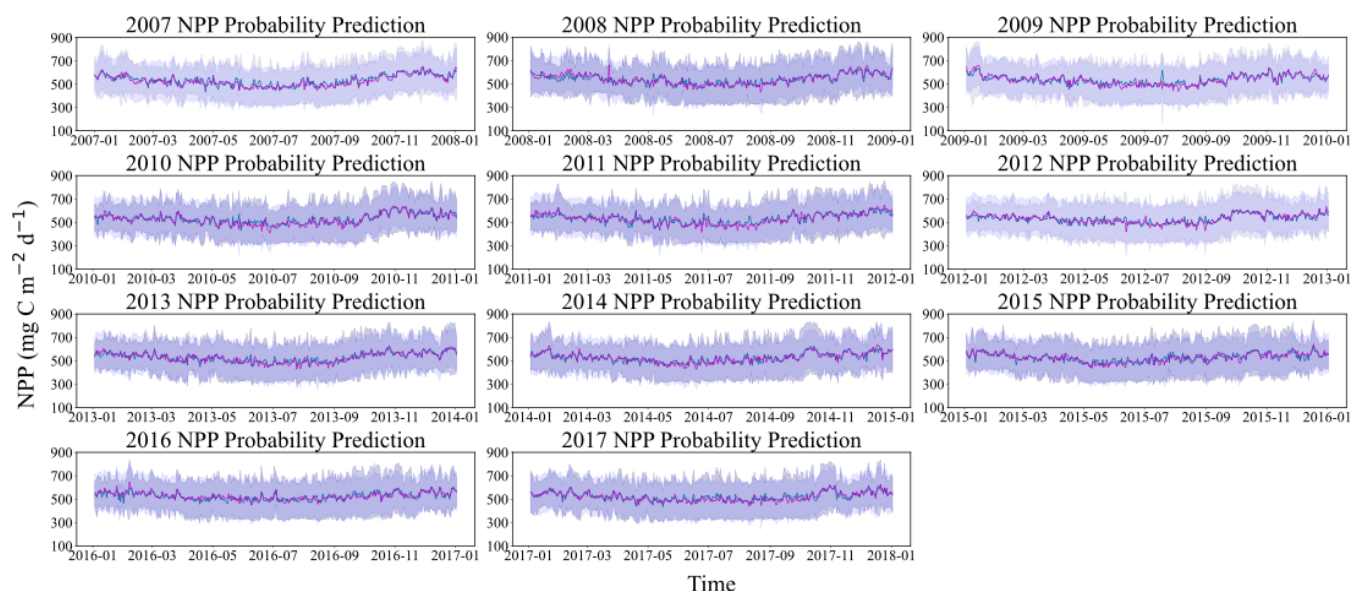 2007 NPP Probability Prediction
2008 NPP Probability Prediction
2009 NPP Probability Prediction
900
700
500
300
100
2007-01 2007-03 2007-05 2007-07 2007-09 2007-11 2008-01
900
700
500
300
100
2008-01 2008-03 2008-05 2008-07 2008-09 2008-11 2009-01
900
700
500
300
100
2009-01 2009-03 2009-05 2009-07 2009-09 2009-11 2010-01
2010 NPP Probability Prediction
2011 NPP Probability Prediction
2012 NPP Probability Prediction
900
700
500
300
100
2010-01 2010-03 2010-05 2010-07 2010-09 2010-11 2011-01
900
700
500
300
100
2011-01 2011-03 2011-05 2011-07 2011-09 2011-11 2012-01
900
700
500
300
100
2012-01 2012-03 2012-05 2012-07 2012-09 2012-11 2013-01
NPP (mg C m⁻² d⁻¹)
2013 NPP Probability Prediction
2014 NPP Probability Prediction
2015 NPP Probability Prediction
900
700
500
300
100
2013-01 2013-03 2013-05 2013-07 2013-09 2013-11 2014-01
900
700
500
300
100
2014-01 2014-03 2014-05 2014-07 2014-09 2014-11 2015-01
900
700
500
300
100
2015-01 2015-03 2015-05 2015-07 2015-09 2015-11 2016-01
2016 NPP Probability Prediction
2017 NPP Probability Prediction
900
700
500
300
100
2016-01 2016-03 2016-05 2016-07 2016-09 2016-11 2017-01
900
700
500
300
100
2017-01 2017-03 2017-05 2017-07 2017-09 2017-11 2018-01
Time